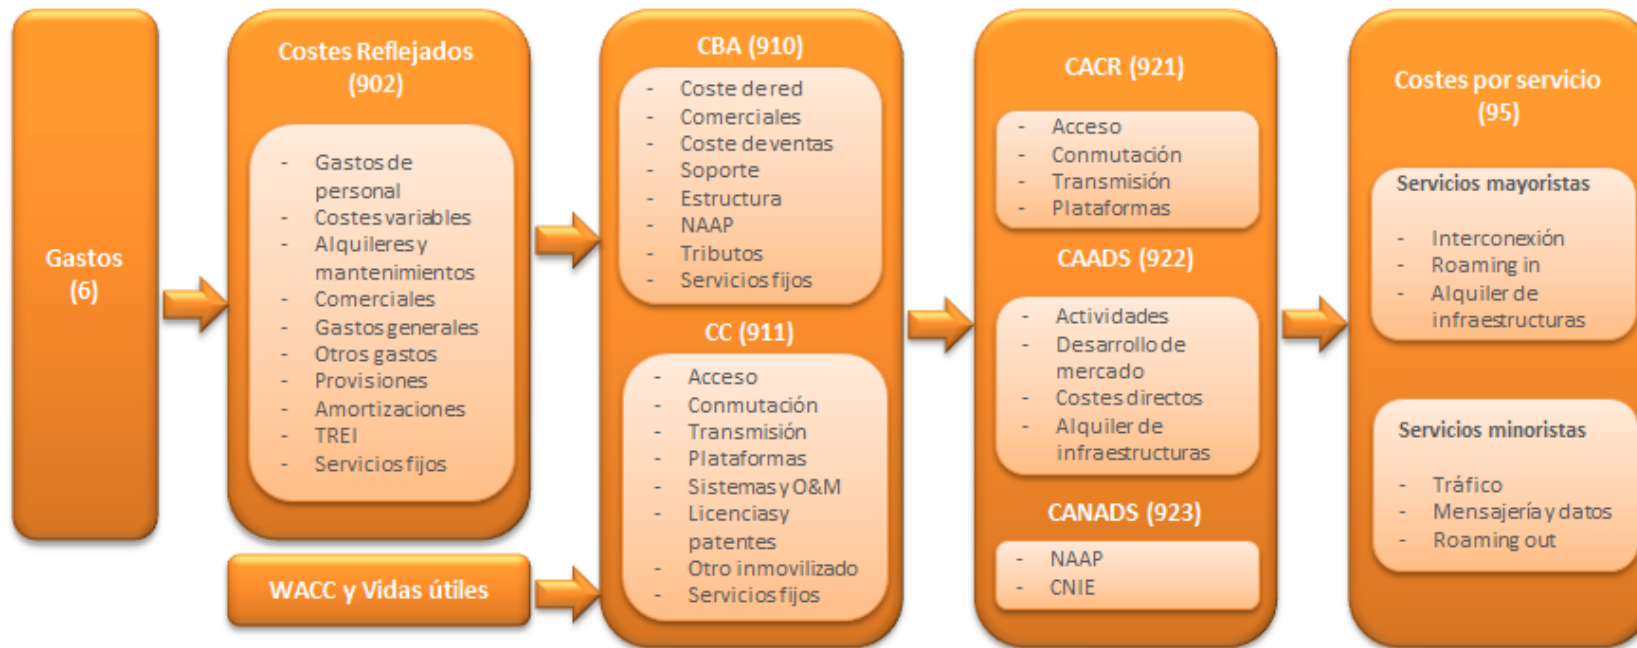 Gastos
(6)
Costes Reflejados
(902)
- Gastos de
personal
- Costes variables
- Alquileres y
mantenimientos
- Comerciales
- Gastos generales
- Otros gastos
- Provisiones
- Amortizaciones
- TREI
- Servicios fijos
WACC y Vidas útiles
CBA (910)
- Coste de red
- Comerciales
- Coste de ventas
- Soporte
- Estructura
- NAAP
- Tributos
- Servicios fijos
CC (911)
- Acceso
- Conmutación
- Transmisión
- Plataformas
- Sistemas y O&M
- Licencias y
patentes
- Otro inmovilizado
- Servicios fijos
CACR (921)
- Acceso
- Conmutación
- Transmisión
- Plataformas
CAADS (922)
- Actividades
- Desarrollo de
mercado
- Costes directos
- Alquiler de
infraestructuras
CANADS (923)
- NAAP
- CNIE
Costes por servicio
(95)
Servicios mayoristas
- Interconexión
- Roaming in
- Alquiler de
infraestructuras
Servicios minoristas
- Tráfico
- Mensajería y datos
- Roaming out